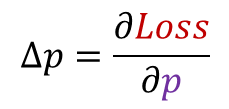 Δp = ∂Loss / ∂p